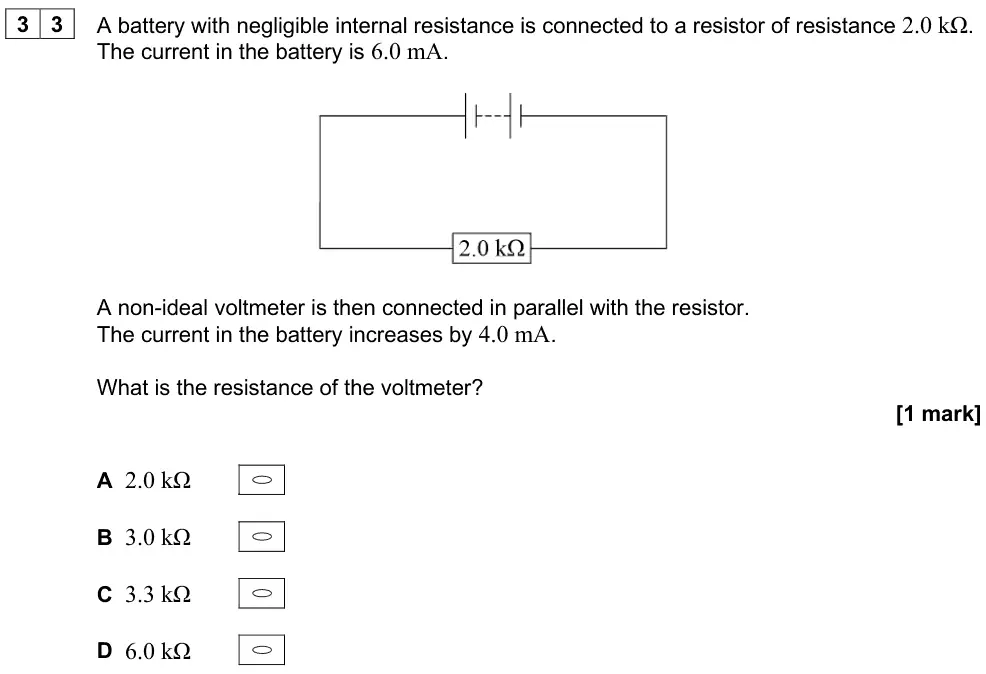 3 3 A battery with negligible internal resistance is connected to a resistor of resistance 2.0 kΩ.
The current in the battery is 6.0 mA.
2.0 kΩ
A non-ideal voltmeter is then connected in parallel with the resistor.
The current in the battery increases by 4.0 mA.
What is the resistance of the voltmeter?
[1 mark]
A 2.0 kΩ
B 3.0 kΩ
C 3.3 kΩ
D 6.0 kΩ